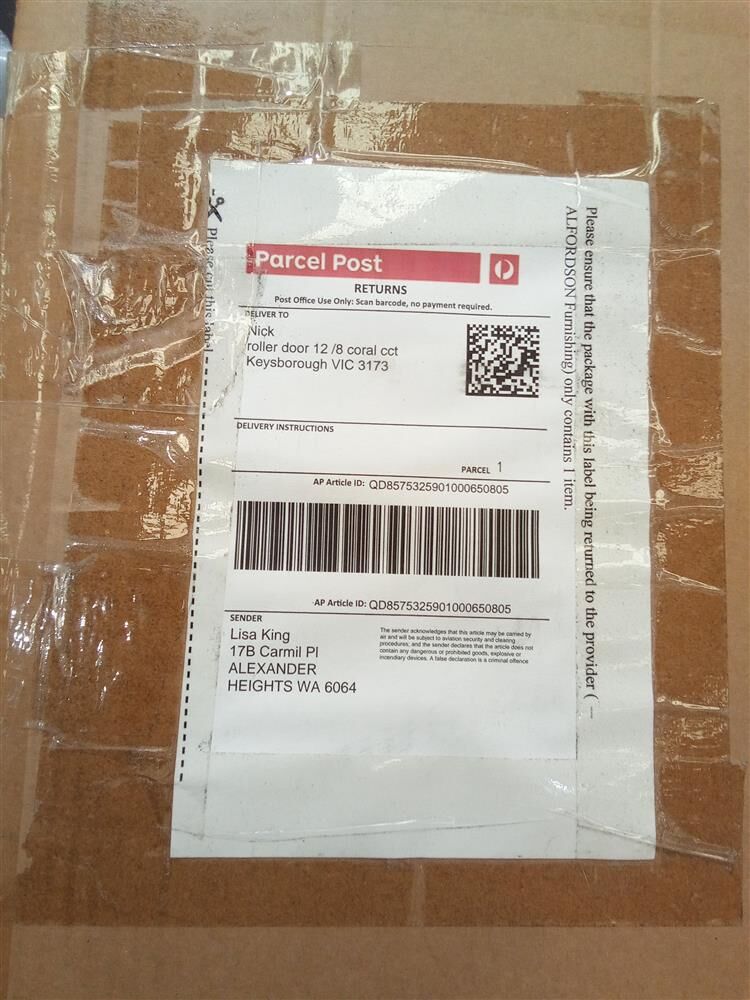 Parcel Post
RETURNS
Post Office Use Only: Scan barcode, no payment required.
DELIVER TO
Nick
roller door 12 /8 coral cct
Keysborough VIC 3173
DELIVERY INSTRUCTIONS
PARCEL 1
AP Article ID: QD8575325901000650805
AP Article ID: QD8575325901000650805
SENDER
Lisa King
17B Carmil Pl
ALEXANDER
HEIGHTS WA 6064
The sender acknowledges that this article may be carried by
air and will be subject to aviation security and clearing
procedures; and the sender declares that the article does not
contain any dangerous or prohibited goods, explosive or
incendiary devices. A false declaration is a criminal offence
Please cut this label
Please ensure that the package with this label being returned to the provider (
ALFORDSON Furnishing) only contains 1 item.